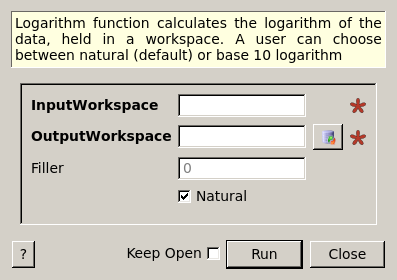 Logarithm function calculates the logarithm of the
data, held in a workspace. A user can choose
between natural (default) or base 10 logarithm
InputWorkspace
OutputWorkspace
Filler 0
Natural
? Keep Open Run Close